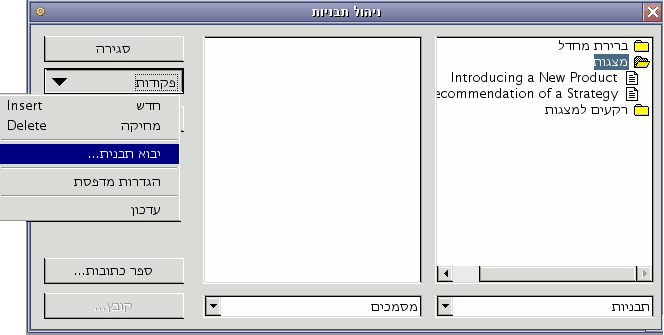 ניהול תבניות
ברירת מחדל
מצגות
Introducing a New Product
ecommendation of a Strategy
רקעים למצגות
סגירה
פקודות
חדש Insert
מחיקה Delete
יבוא תבנית...
הגדרות מדפסת
עדכון
ספר כתובות...
קובץ...
תבניות
מסמכים